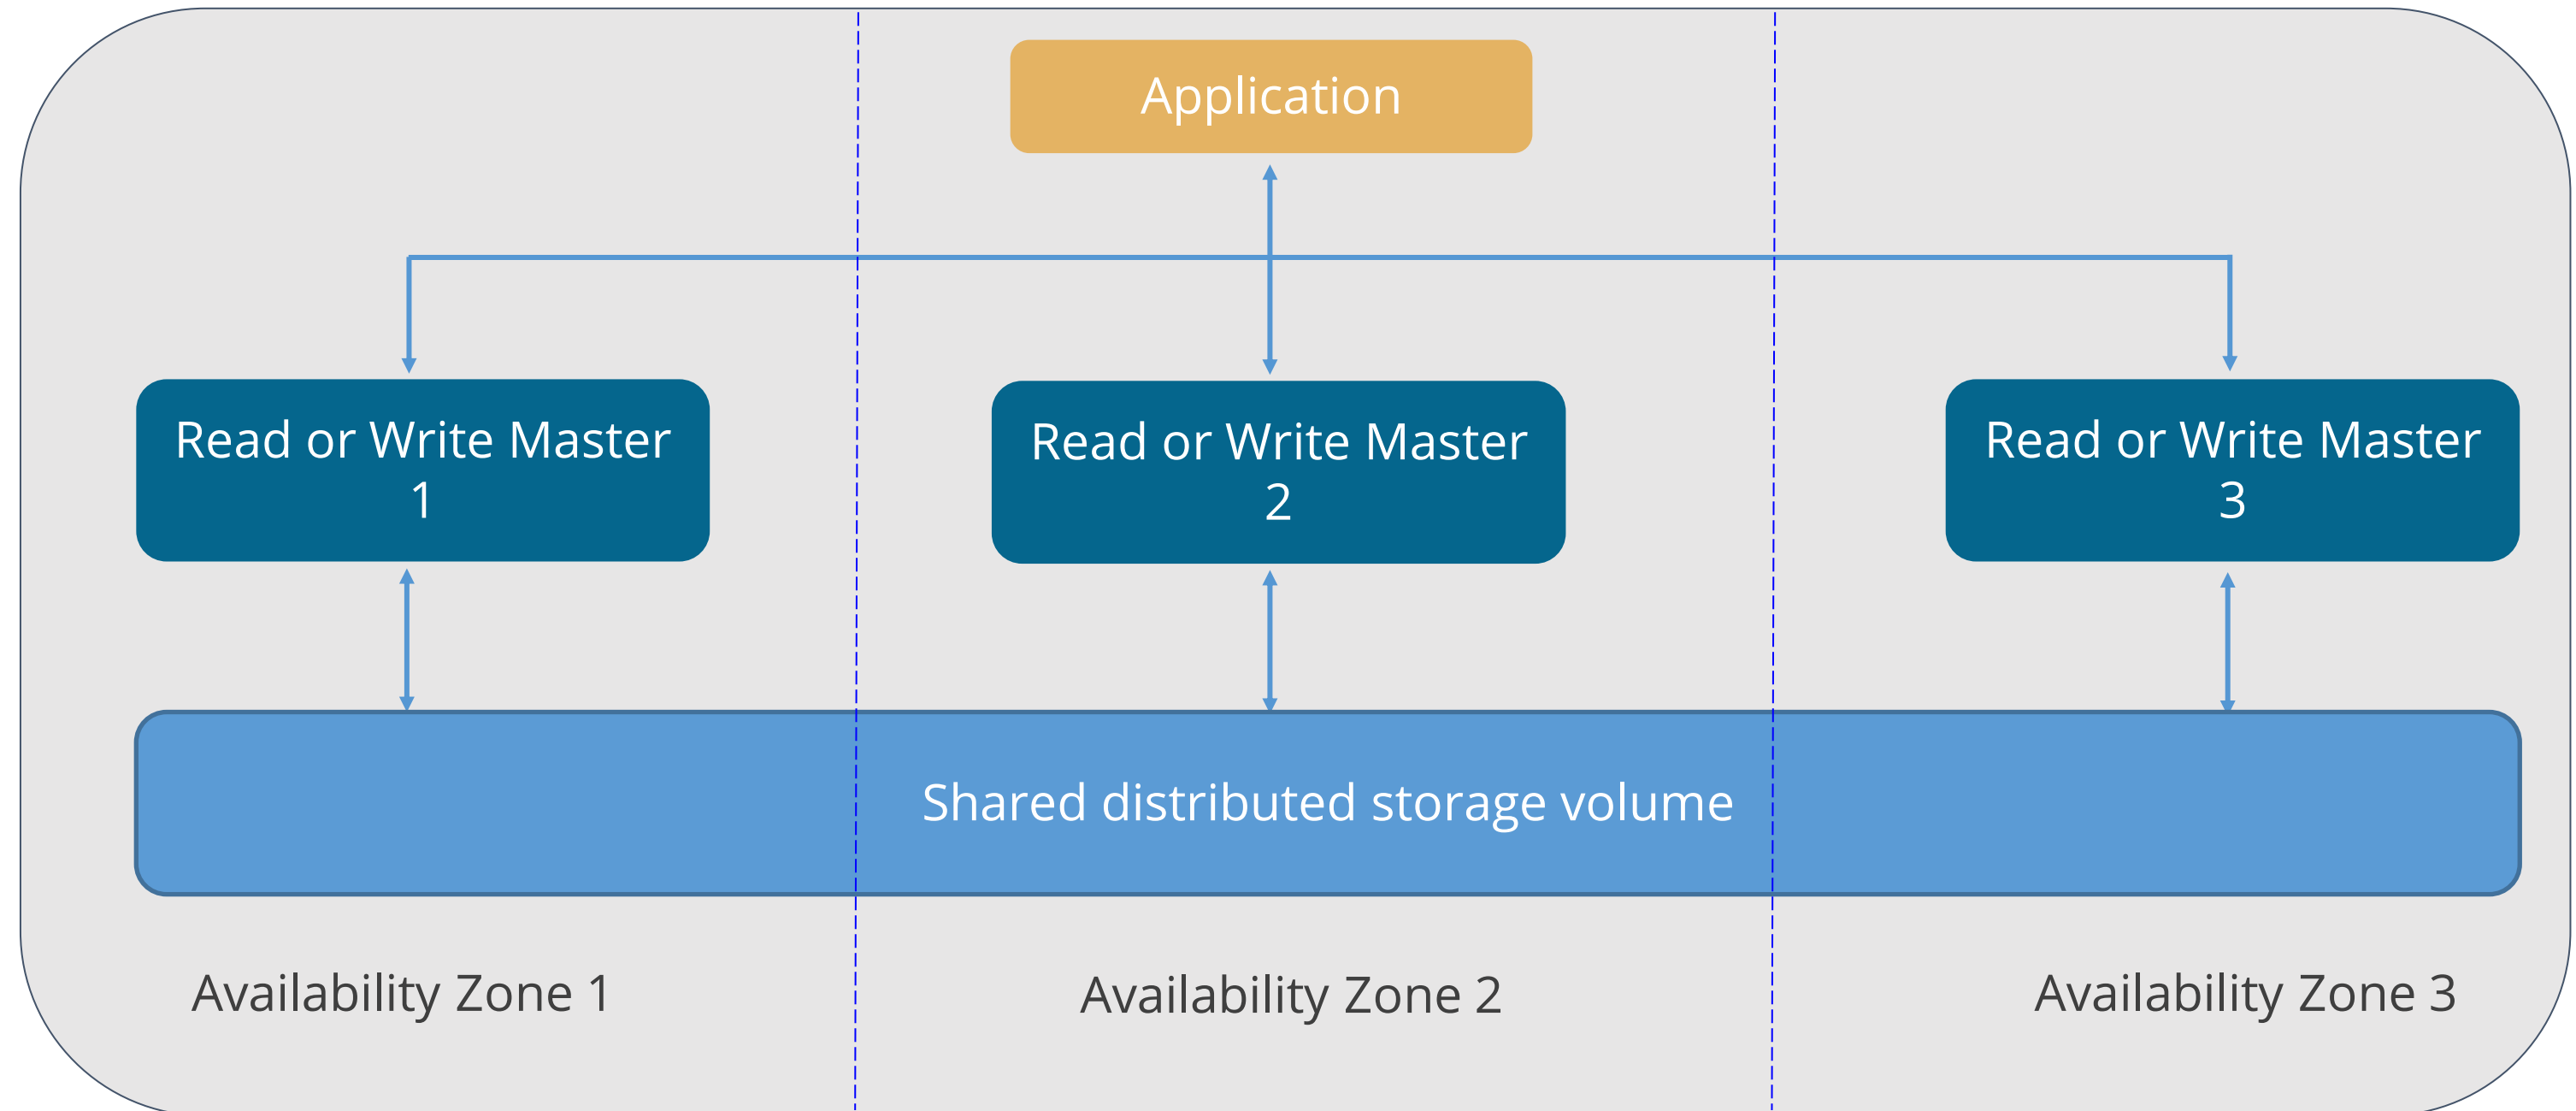 Application
Read or Write Master
1
Read or Write Master
2
Read or Write Master
3
Shared distributed storage volume
Availability Zone 1
Availability Zone 2
Availability Zone 3